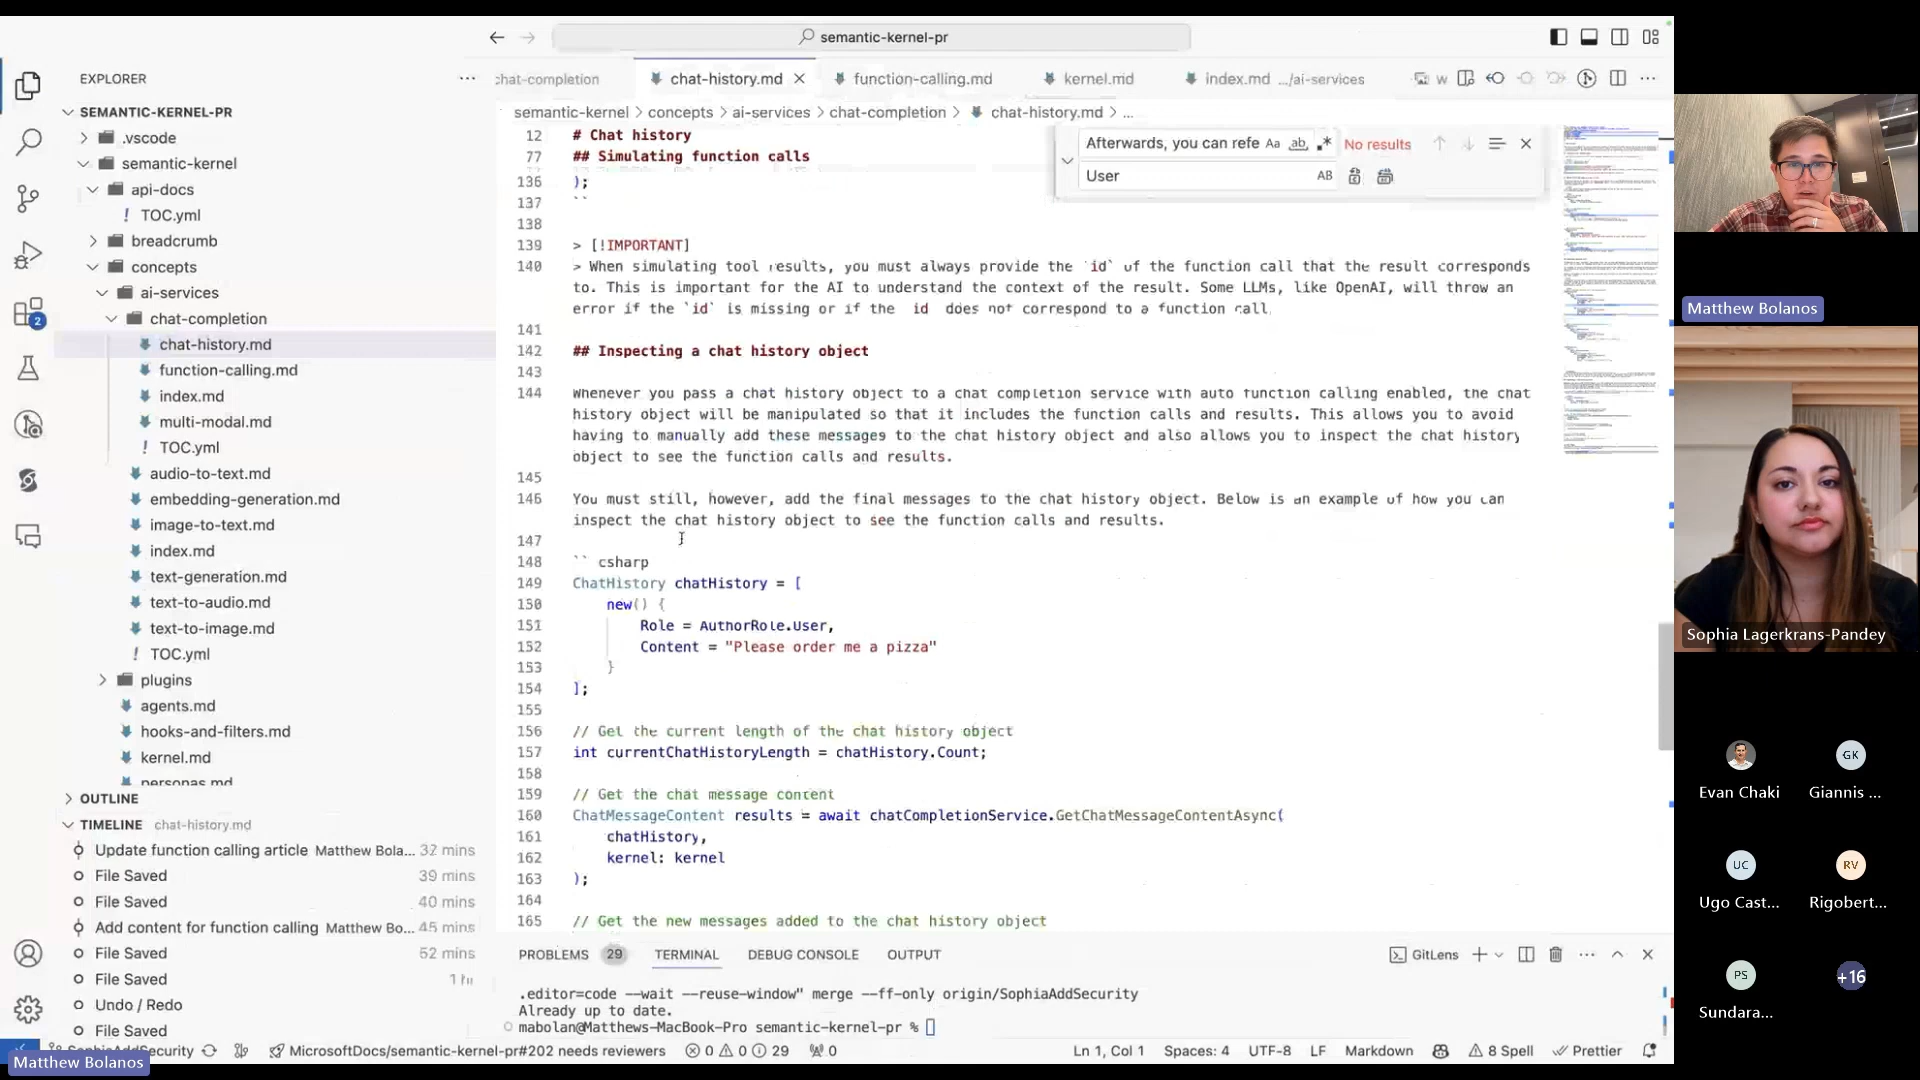 semantic-kernel-pr
EXPLORER
SEMANTIC-KERNEL-PR
.vscode
semantic-kernel
api-docs
! TOC.yml
breadcrumb
concepts
ai-services
chat-completion
chat-history.md
function-calling.md
index.md
multi-modal.md
! TOC.yml
audio-to-text.md
embedding-generation.md
image-to-text.md
index.md
text-generation.md
text-to-audio.md
text-to-image.md
! TOC.yml
plugins
agents.md
hooks-and-filters.md
kernel.md
personas.md
OUTLINE
TIMELINE chat-history.md
Update function calling article Matthew Bola... 32 mins
File Saved 39 mins
File Saved 40 mins
Add content for function calling Matthew Bo... 45 mins
File Saved 52 mins
File Saved
Undo / Redo
File Saved
2
chat-completion chat-history.md function-calling.md kernel.md index.md .../ai-services w
semantic-kernel > concepts > ai-services > chat-completion > chat-history.md > ...
Afterwards, you can refe Aa ab .* No results
User AB
12 # Chat history
77 ## Simulating function calls
136 );
137 ``
138
139 > [!IMPORTANT]
140 > When simulating tool results, you must always provide the `id` of the function call that the result corresponds
to. This is important for the AI to understand the context of the result. Some LLMs, like OpenAI, will throw an
error if the `id` is missing or if the id does not correspond to a function call.
141
142 ## Inspecting a chat history object
143
144 Whenever you pass a chat history object to a chat completion service with auto function calling enabled, the chat
history object will be manipulated so that it includes the function calls and results. This allows you to avoid
having to manually add these messages to the chat history object and also allows you to inspect the chat history
object to see the function calls and results.
145
146 You must still, however, add the final messages to the chat history object. Below is an example of how you can
inspect the chat history object to see the function calls and results.
147
148 `` csharp
149 ChatHistory chatHistory = [
150 new() {
151 Role = AuthorRole.User,
152 Content = "Please order me a pizza"
153 }
154 ];
155
156 // Get the current length of the chat history object
157 int currentChatHistoryLength = chatHistory.Count;
158
159 // Get the chat message content
160 ChatMessageContent results = await chatCompletionService.GetChatMessageContentAsync(
161 chatHistory,
162 kernel: kernel
163 );
164
165 // Get the new messages added to the chat history object
PROBLEMS 29 TERMINAL DEBUG CONSOLE OUTPUT GitLens
.editor=code --wait --reuse-window" merge --ff-only origin/SophiaAddSecurity
Already up to date.
mabolan@Matthews-MacBook-Pro semantic-kernel-pr %
SophiaAddSecurity MicrosoftDocs/semantic-kernel-pr#202 needs reviewers 0 0 29 0 Ln 1, Col 1 Spaces: 4 UTF-8 LF Markdown 8 Spell Prettier
Matthew Bolanos
Matthew Bolanos
Sophia Lagerkrans-Pandey
GK
Evan Chaki Giannis ...
UC RV
Ugo Cast... Rigobert...
PS +16
Sundara...